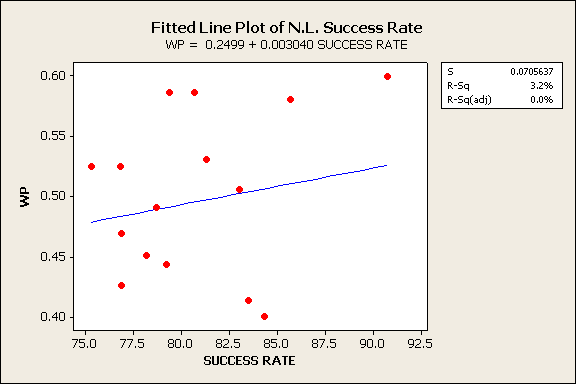 Fitted Line Plot of N.L. Success Rate
WP = 0.2499 + 0.003040 SUCCESS RATE
S 0.0705637
R-Sq 3.2%
R-Sq(adj) 0.0%
0.60
0.55
0.50
0.45
0.40
WP
75.0 77.5 80.0 82.5 85.0 87.5 90.0 92.5
SUCCESS RATE